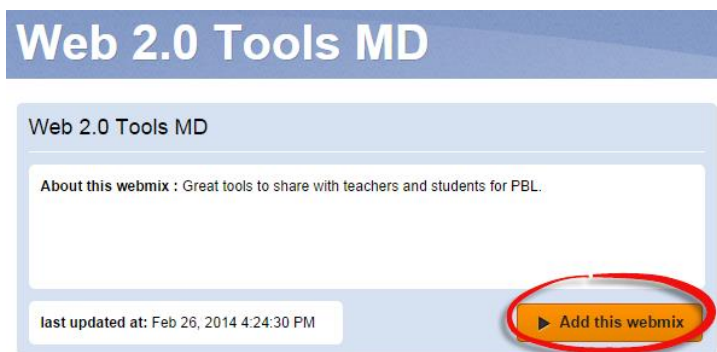 Web 2.0 Tools MD
Web 2.0 Tools MD
About this webmix : Great tools to share with teachers and students for PBL.
last updated at: Feb 26, 2014 4:24:30 PM
Add this webmix